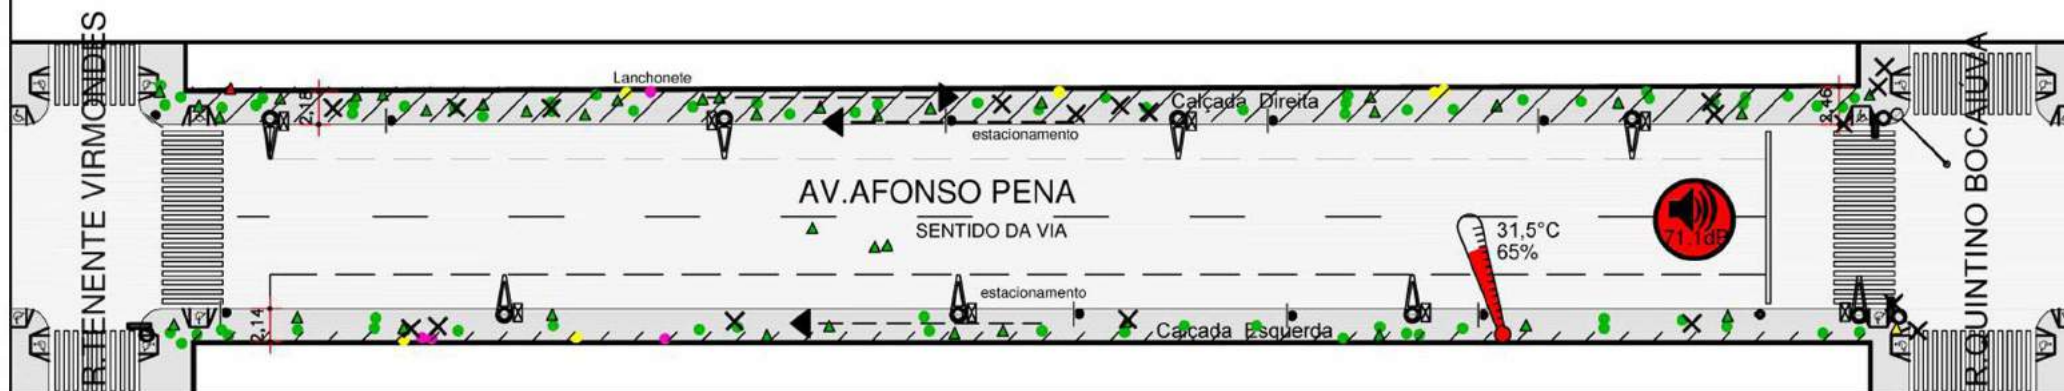 R.TENENTE VIRMONDES
2,18
Lanchonete
Calçada Direita
estacionamento
2,46
AV.AFONSO PENA
SENTIDO DA VIA
31,5°C
65%
71,1dB
R.QUINTINO BOCAIÚVA
2,14
estacionamento
Calçada Esquerda